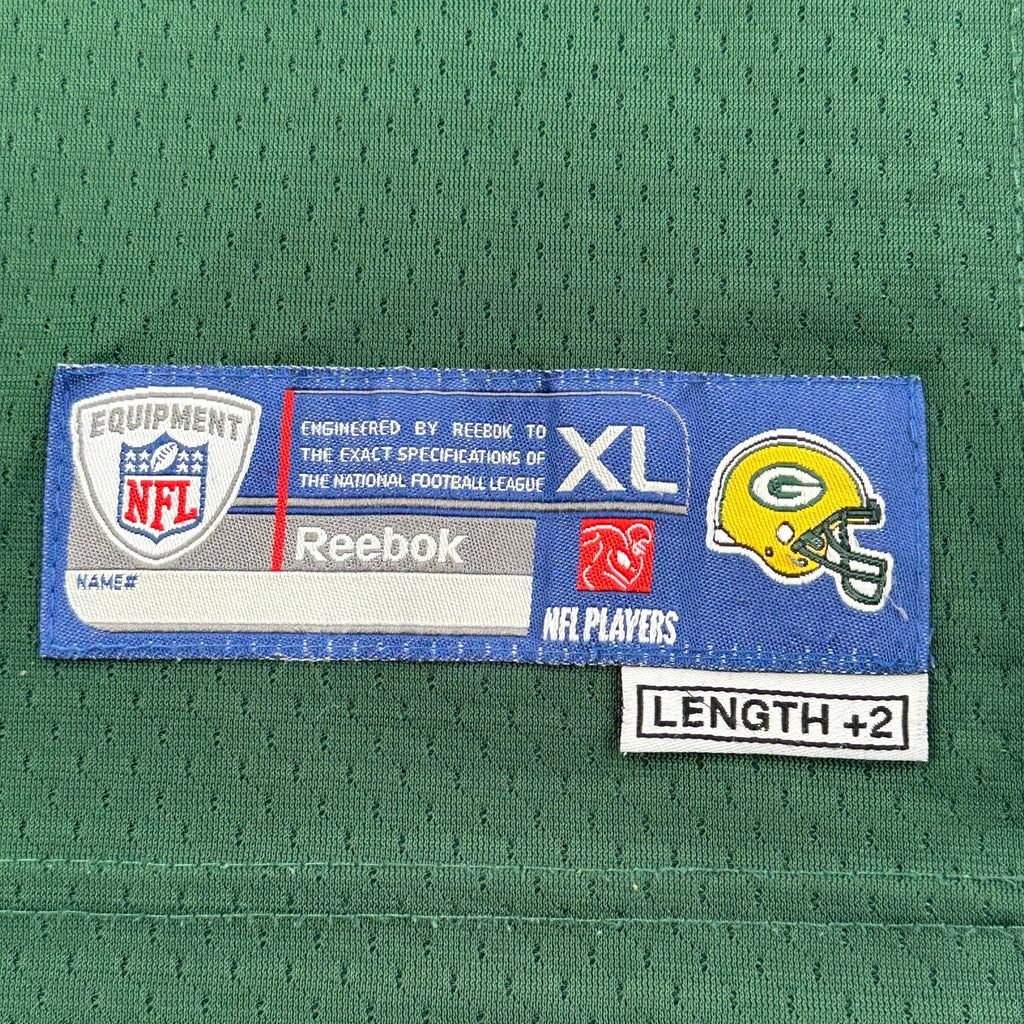 EQUIPMENT
NFL
ENGINEERED BY REEBOK TO
THE EXACT SPECIFICATIONS OF
THE NATIONAL FOOTBALL LEAGUE
XL
Reebok
NAME#
NFL PLAYERS
G
LENGTH +2